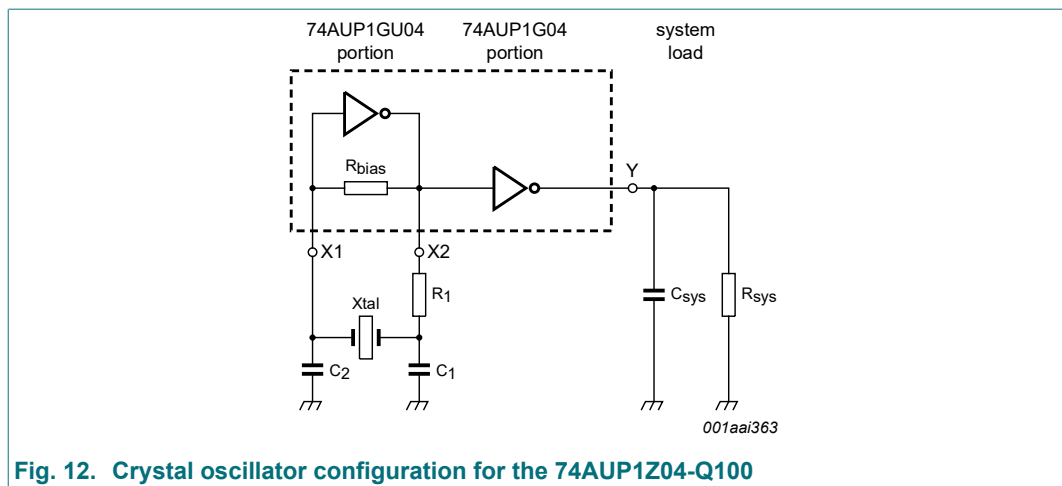 74AUP1GU04 portion
74AUP1G04 portion
system load
Rbias
Y
X1
X2
R1
Xtal
C2
C1
Csys
Rsys
001aai363
Fig. 12. Crystal oscillator configuration for the 74AUP1Z04-Q100